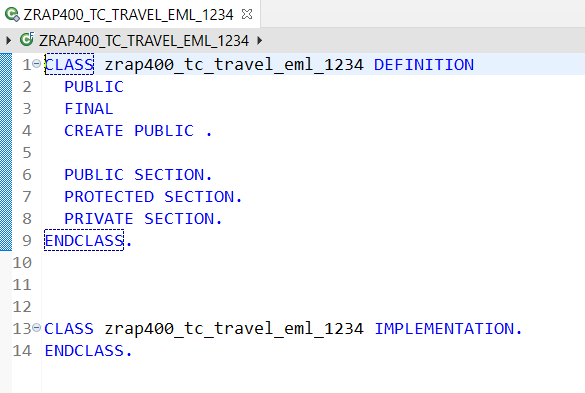 ZRAP400_TC_TRAVEL_EML_1234
ZRAP400_TC_TRAVEL_EML_1234
1 CLASS zrap400_tc_travel_eml_1234 DEFINITION
2 PUBLIC
3 FINAL
4 CREATE PUBLIC .
5
6 PUBLIC SECTION.
7 PROTECTED SECTION.
8 PRIVATE SECTION.
9 ENDCLASS.
10
11
12
13 CLASS zrap400_tc_travel_eml_1234 IMPLEMENTATION.
14 ENDCLASS.